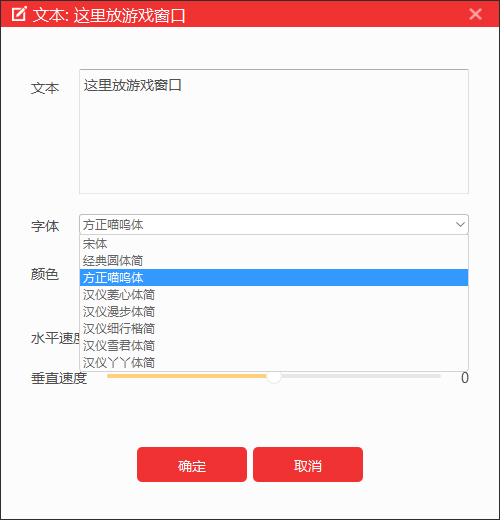 文本: 这里放游戏窗口
文本
这里放游戏窗口
字体
方正喵呜体
宋体
经典圆体简
方正喵呜体
汉仪菱心体简
汉仪漫步体简
汉仪细行楷简
汉仪雪君体简
汉仪丫丫体简
颜色
水平速度
垂直速度
0
确定
取消